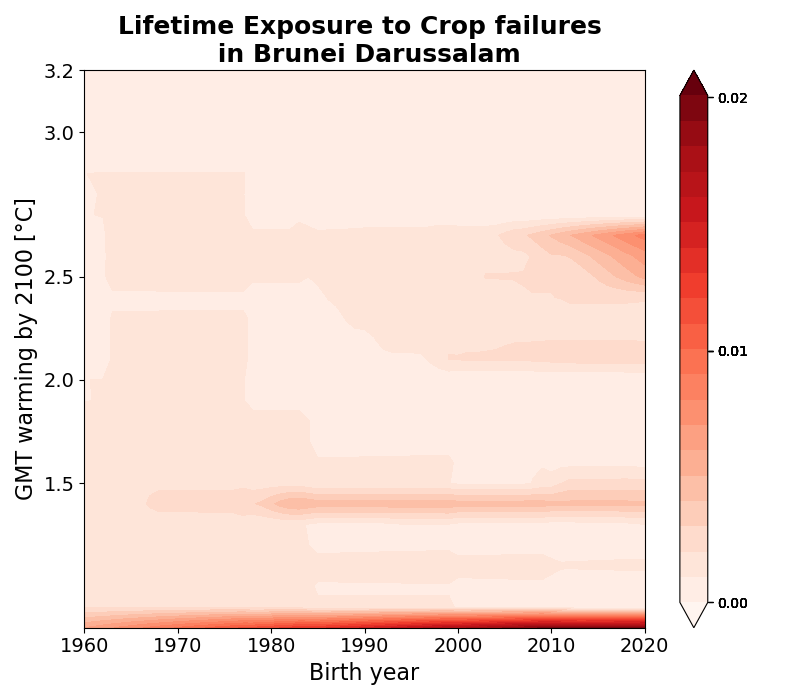 Lifetime Exposure to Crop failures
in Brunei Darussalam
GMT warming by 2100 [°C]
3.2
3.0
2.5
2.0
1.5
1960 1970 1980 1990 2000 2010 2020
Birth year
0.02
0.01
0.00